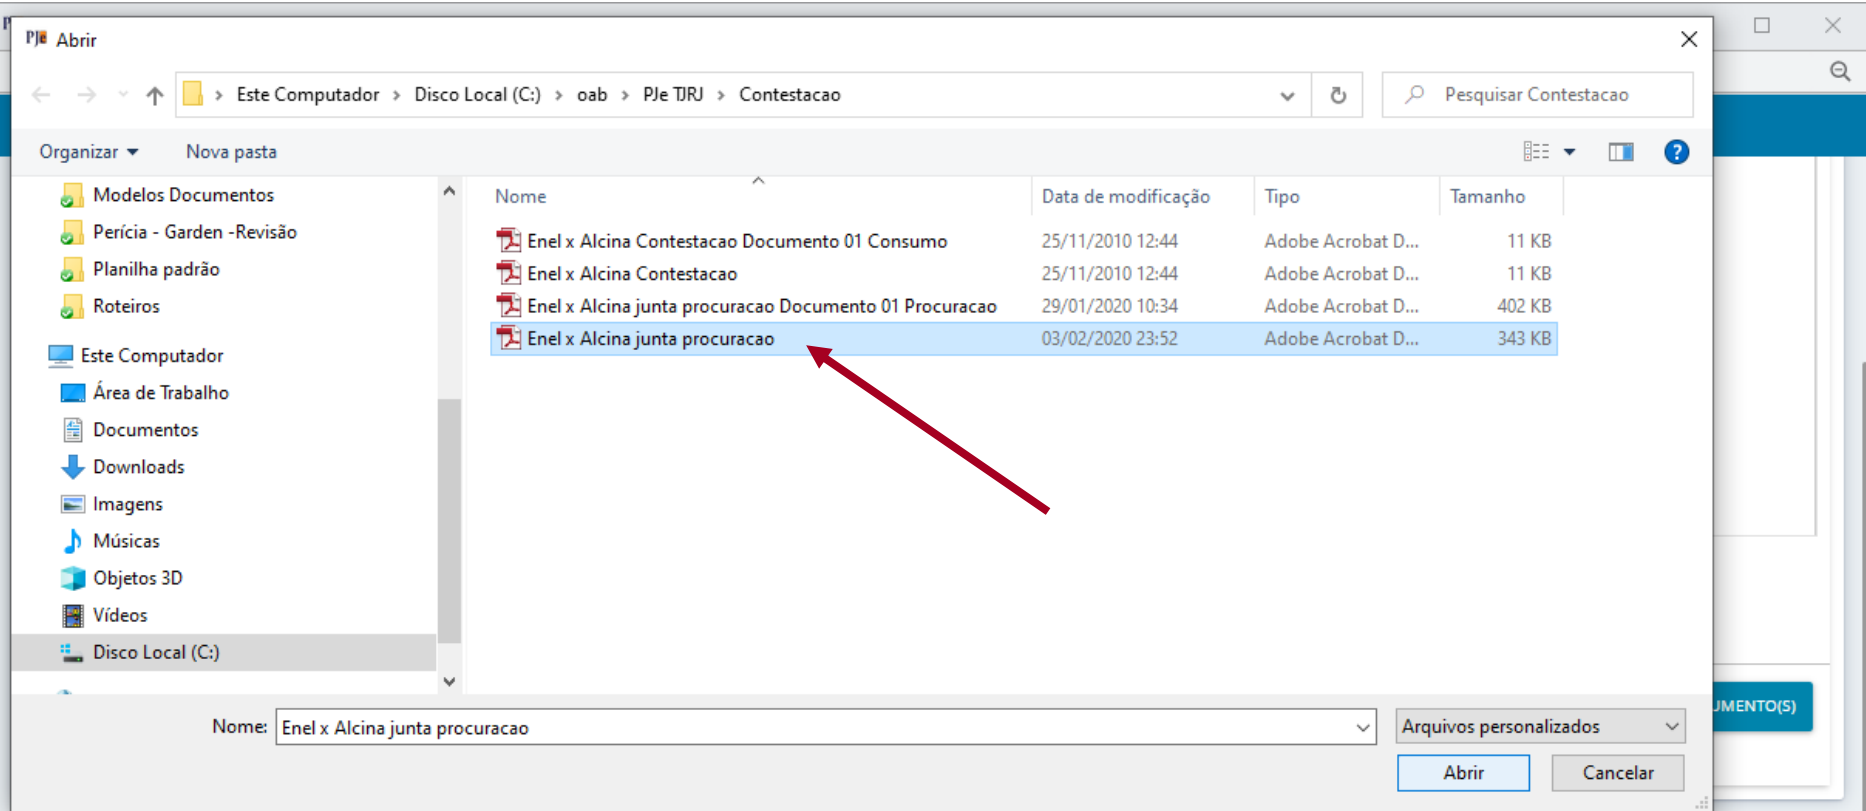 PJe Abrir
Este Computador > Disco Local (C:) > oab > PJe TJRJ > Contestacao
Pesquisar Contestacao
Organizar
Nova pasta
Modelos Documentos
Perícia - Garden -Revisão
Planilha padrão
Roteiros
Este Computador
Área de Trabalho
Documentos
Downloads
Imagens
Músicas
Objetos 3D
Vídeos
Disco Local (C:)
Nome Data de modificação Tipo Tamanho
Enel x Alcina Contestacao Documento 01 Consumo 25/11/2010 12:44 Adobe Acrobat D... 11 KB
Enel x Alcina Contestacao 25/11/2010 12:44 Adobe Acrobat D... 11 KB
Enel x Alcina junta procuracao Documento 01 Procuracao 29/01/2020 10:34 Adobe Acrobat D... 402 KB
Enel x Alcina junta procuracao 03/02/2020 23:52 Adobe Acrobat D... 343 KB
UMENTO(S)
Nome: Enel x Alcina junta procuracao
Arquivos personalizados
Abrir
Cancelar